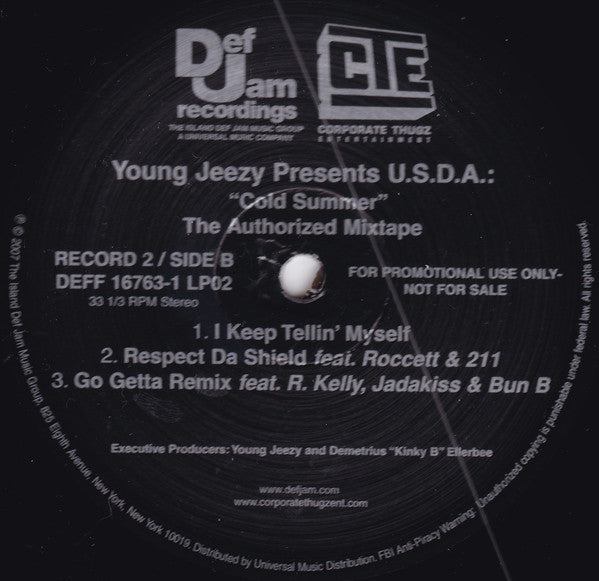 Def
Jam
recordings
THE ISLAND DEF JAM MUSIC GROUP
A UNIVERSAL MUSIC COMPANY
CTE
CORPORATE THUGZ
ENTERTAINMENT
Young Jeezy Presents U.S.D.A.:
"Cold Summer"
The Authorized Mixtape
RECORD 2 / SIDE B
DEFF 16763-1 LP02
33 1/3 RPM Stereo
FOR PROMOTIONAL USE ONLY-
NOT FOR SALE
1. I Keep Tellin' Myself
2. Respect Da Shield feat. Roccett & 211
3. Go Getta Remix feat. R. Kelly, Jadakiss & Bun B
Executive Producers: Young Jeezy and Demetrius "Kinky B" Ellerbee
www.defjam.com
www.corporatethugzent.com
℗ © 2007 The Island Def Jam Music Group, 825 Eighth Avenue, New York, New York 10019. Distributed by Universal Music Distribution. FBI Anti-Piracy Warning: Unauthorized copying is punishable under federal law. All rights reserved.